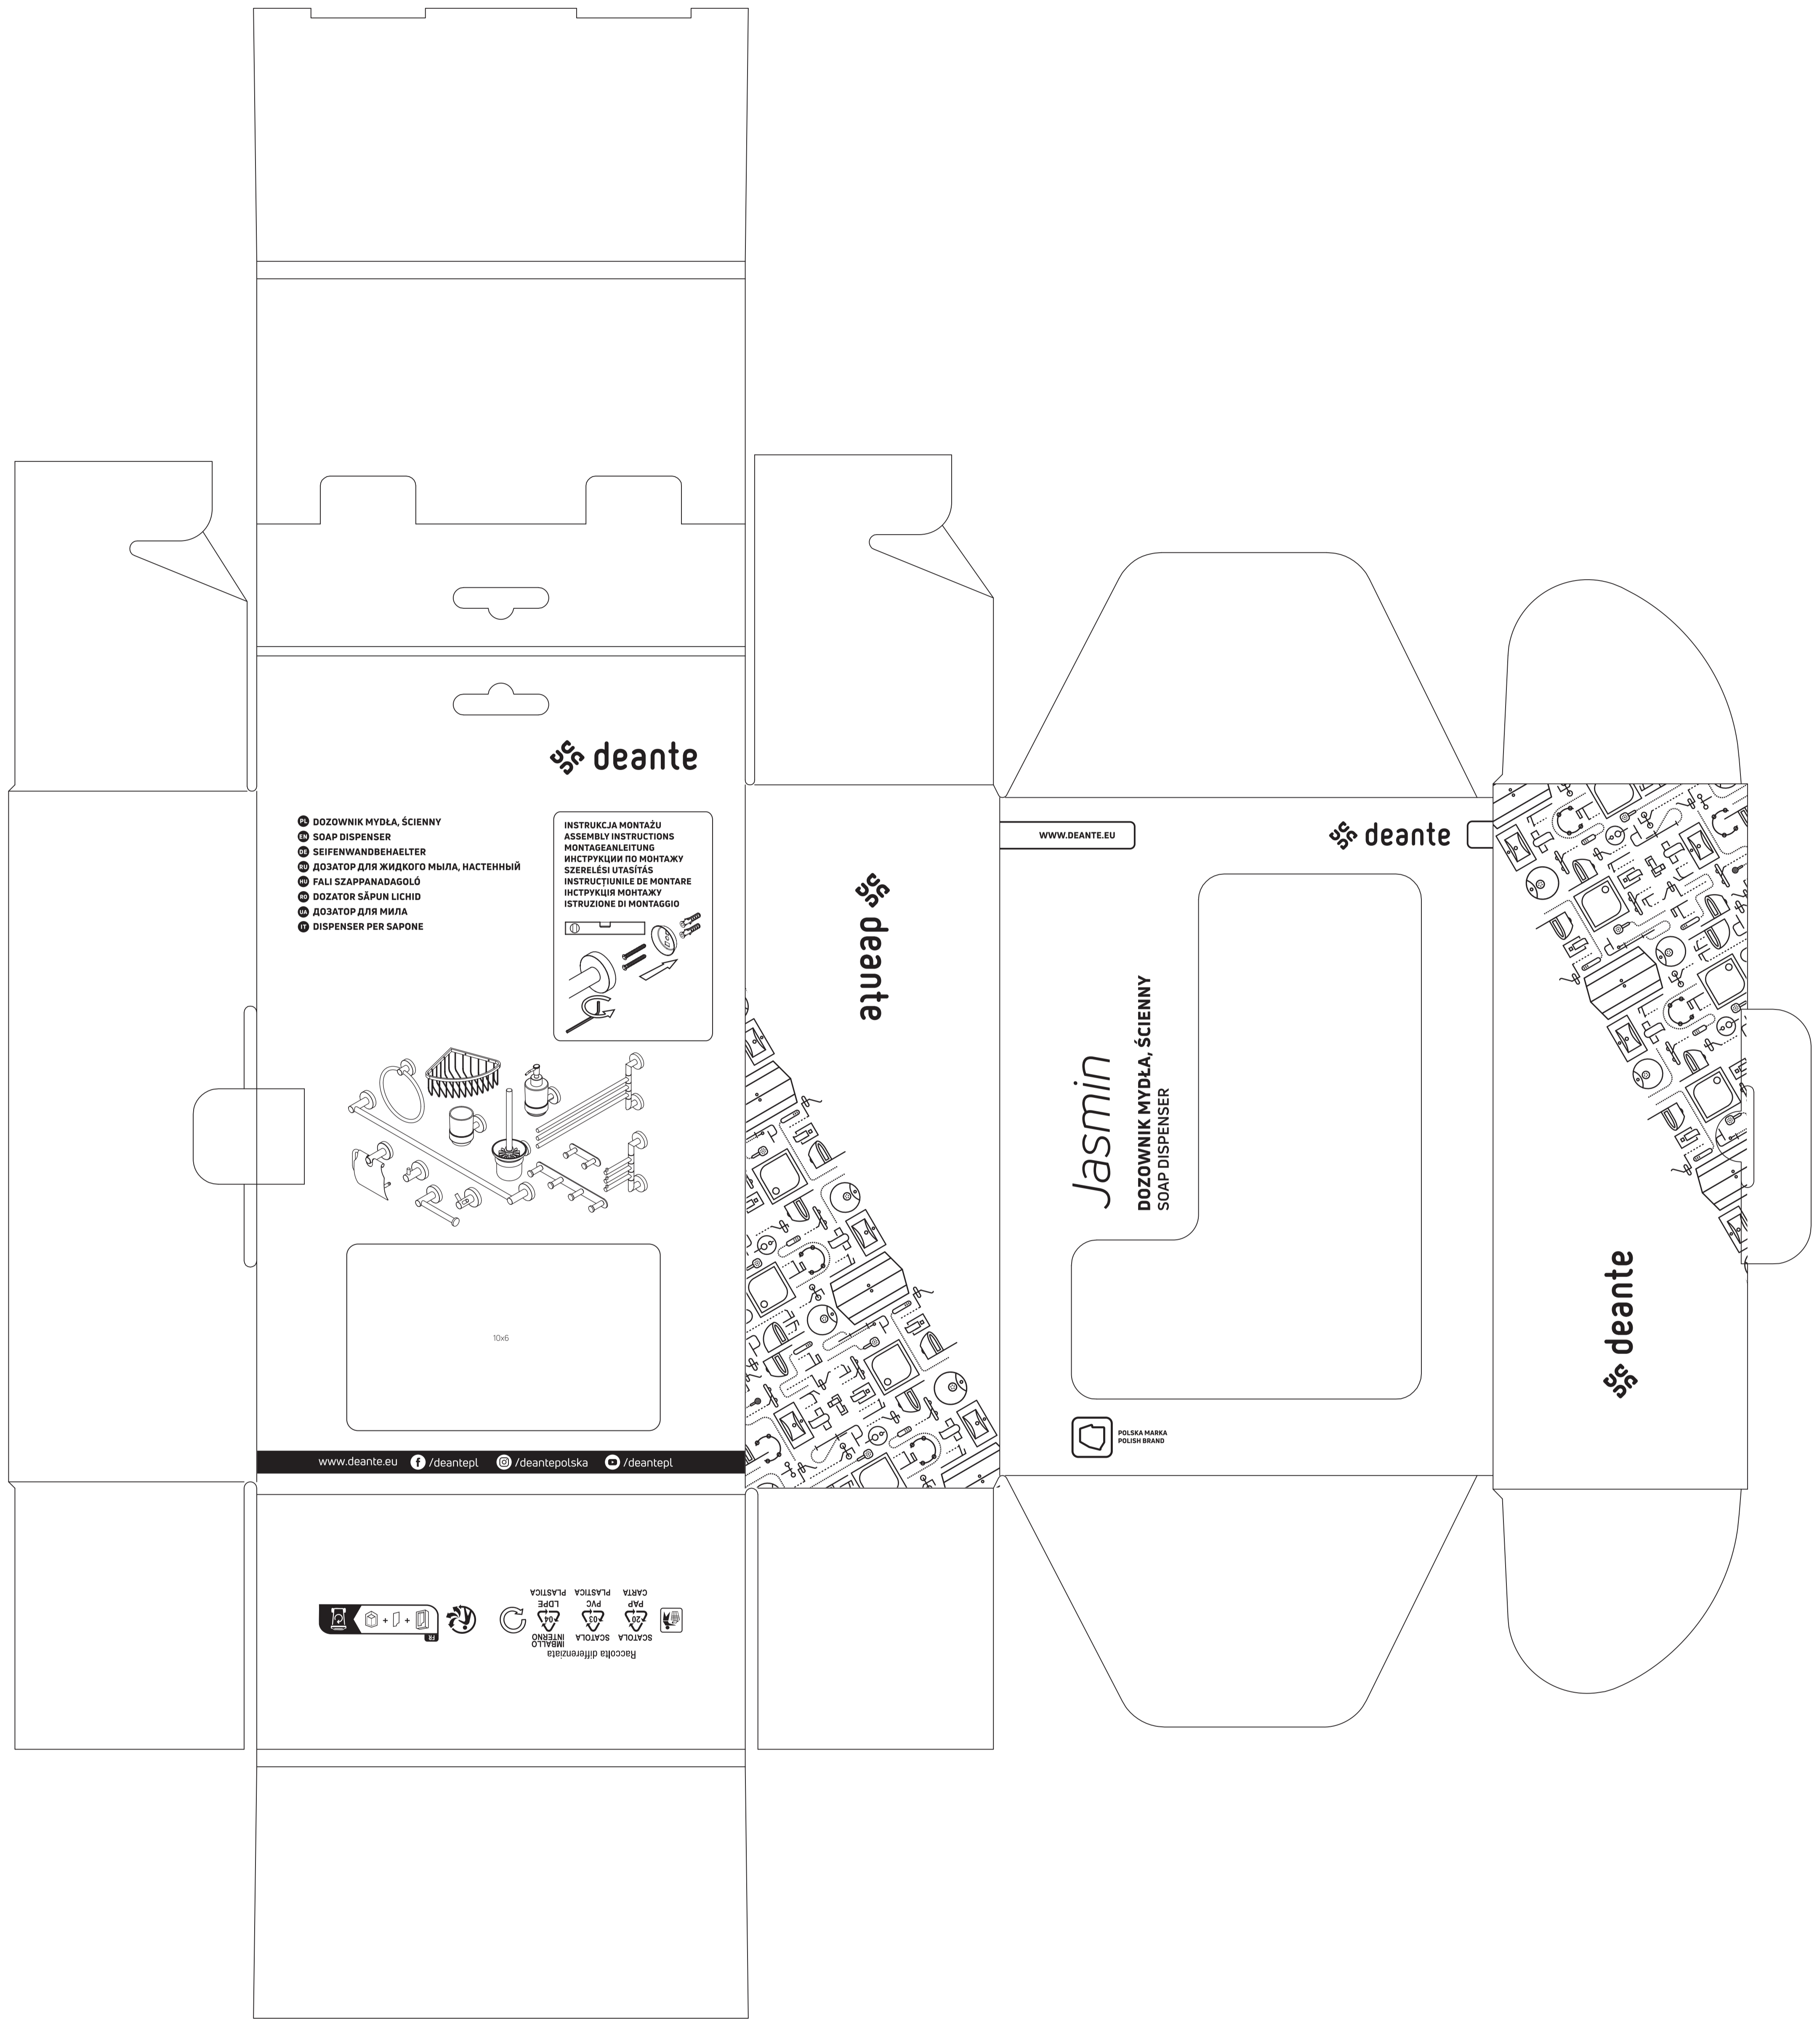 deante
PL DOZOWNIK MYDŁA, ŚCIENNY
EN SOAP DISPENSER
DE SEIFENWANDBEHAELTER
RU ДОЗАТОР ДЛЯ ЖИДКОГО МЫЛА, НАСТЕННЫЙ
HU FALI SZAPPANADAGOLÓ
RO DOZATOR SĂPUN LICHID
UA ДОЗАТОР ДЛЯ МИЛА
IT DISPENSER PER SAPONE
INSTRUKCJA MONTAŻU
ASSEMBLY INSTRUCTIONS
MONTAGEANLEITUNG
ИНСТРУКЦИИ ПО МОНТАЖУ
SZERELÉSI UTASÍTÁS
INSTRUCȚIUNILE DE MONTARE
ІНСТРУКЦІЯ МОНТАЖУ
ISTRUZIONE DI MONTAGGIO
10x6
www.deante.eu /deantepl /deantepolska /deantepl
Raccolta differenziata
SCATOLA
20
PAP
CARTA
SCATOLA
03
PVC
PLASTICA
IMBALLO
INTERNO
04
LDPE
PLASTICA
FR
+ +
deante
WWW.DEANTE.EU
deante
Jasmin
DOZOWNIK MYDŁA, ŚCIENNY
SOAP DISPENSER
POLSKA MARKA
POLISH BRAND
deante